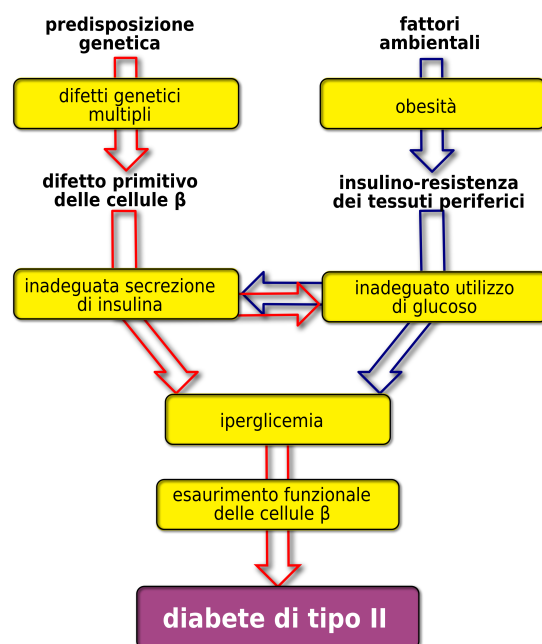 predisposizione
genetica
fattori
ambientali
difetti genetici
multipli
obesità
difetto primitivo
delle cellule β
insulino-resistenza
dei tessuti periferici
inadeguata secrezione
di insulina
inadeguato utilizzo
di glucoso
iperglicemia
esaurimento funzionale
delle cellule β
diabete di tipo II